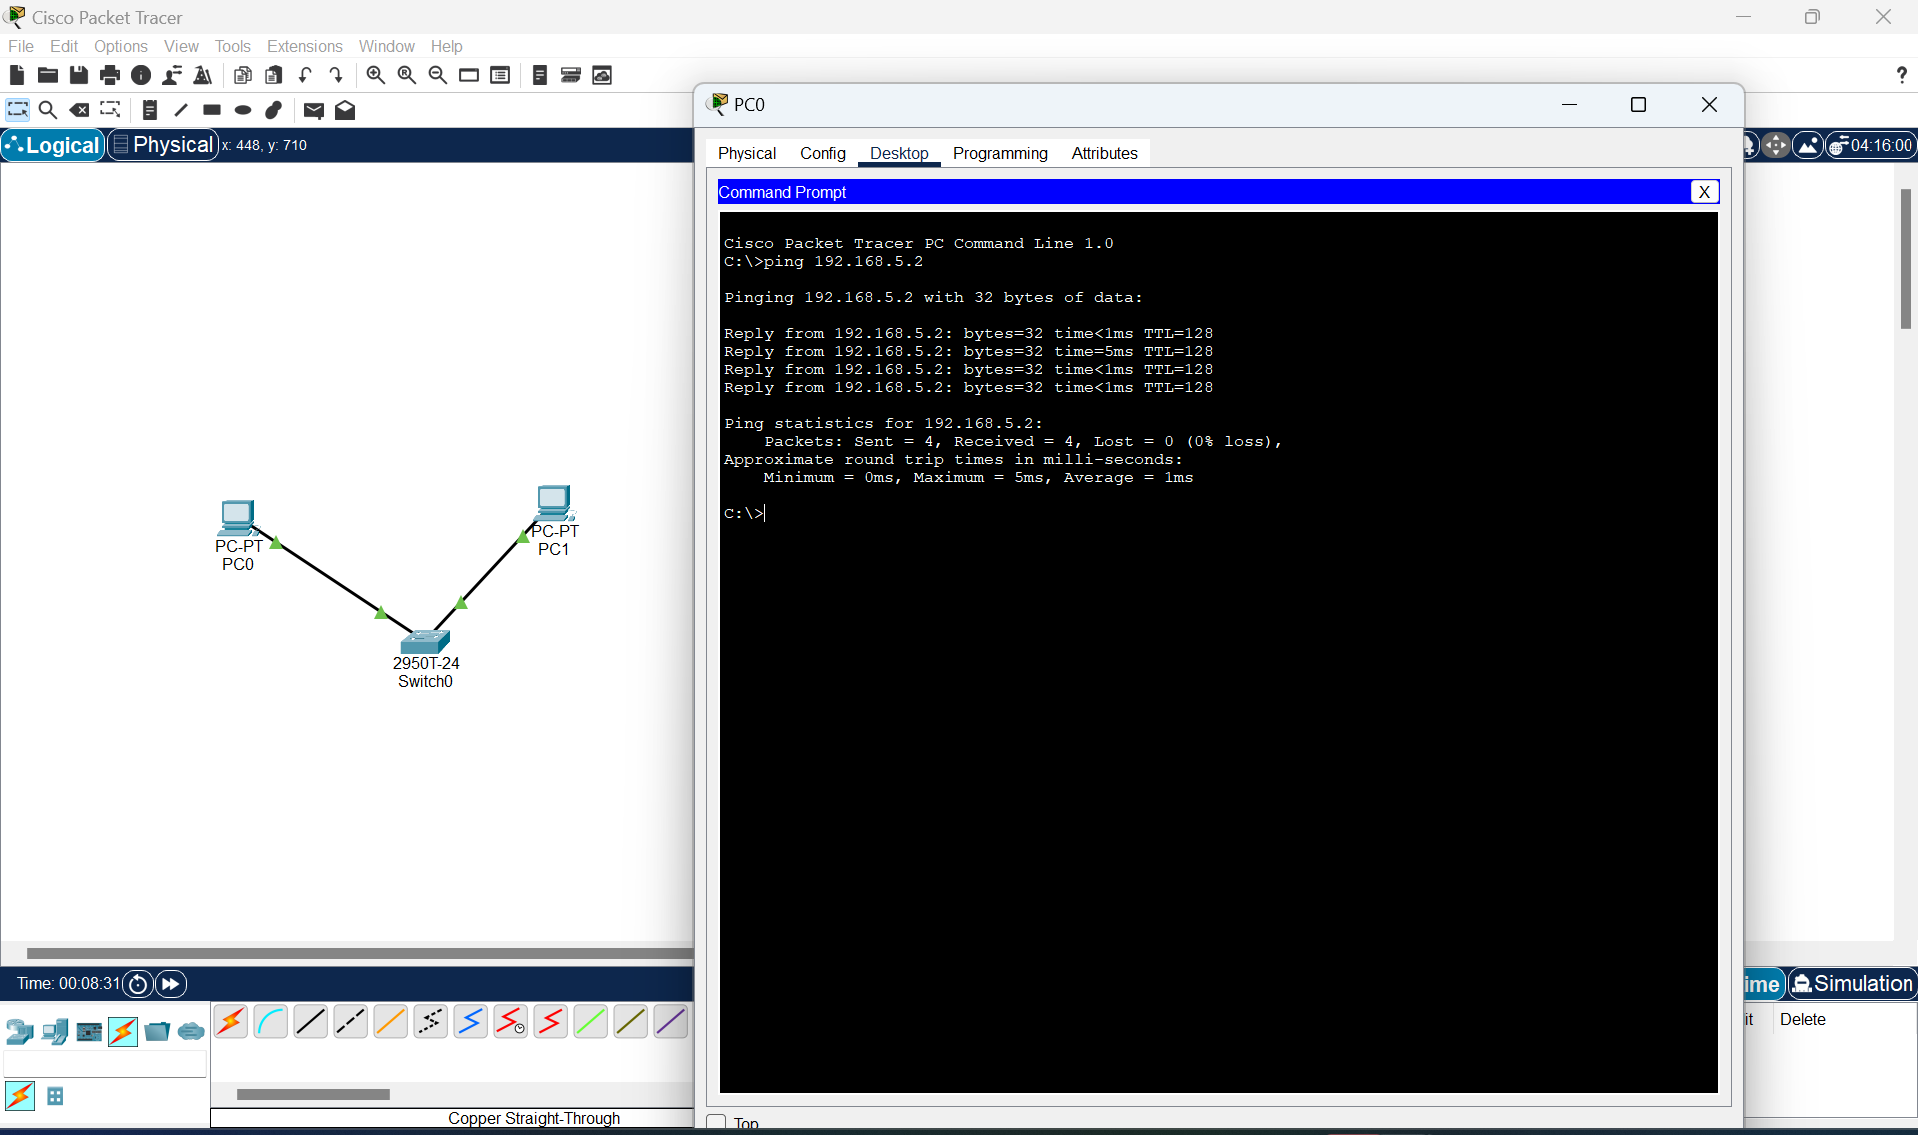 Cisco Packet Tracer
File Edit Options View Tools Extensions Window Help
?
Logical Physical x: 448, y: 710
04:16:00
PC-PT
PC0
PC-PT
PC1
2950T-24
Switch0
PC0
Physical Config Desktop Programming Attributes
Command Prompt
X
Cisco Packet Tracer PC Command Line 1.0
C:\>ping 192.168.5.2
Pinging 192.168.5.2 with 32 bytes of data:
Reply from 192.168.5.2: bytes=32 time<1ms TTL=128
Reply from 192.168.5.2: bytes=32 time=5ms TTL=128
Reply from 192.168.5.2: bytes=32 time<1ms TTL=128
Reply from 192.168.5.2: bytes=32 time<1ms TTL=128
Ping statistics for 192.168.5.2:
Packets: Sent = 4, Received = 4, Lost = 0 (0% loss),
Approximate round trip times in milli-seconds:
Minimum = 0ms, Maximum = 5ms, Average = 1ms
C:\>
Top
Time: 00:08:31
ime Simulation
it Delete
Copper Straight-Through